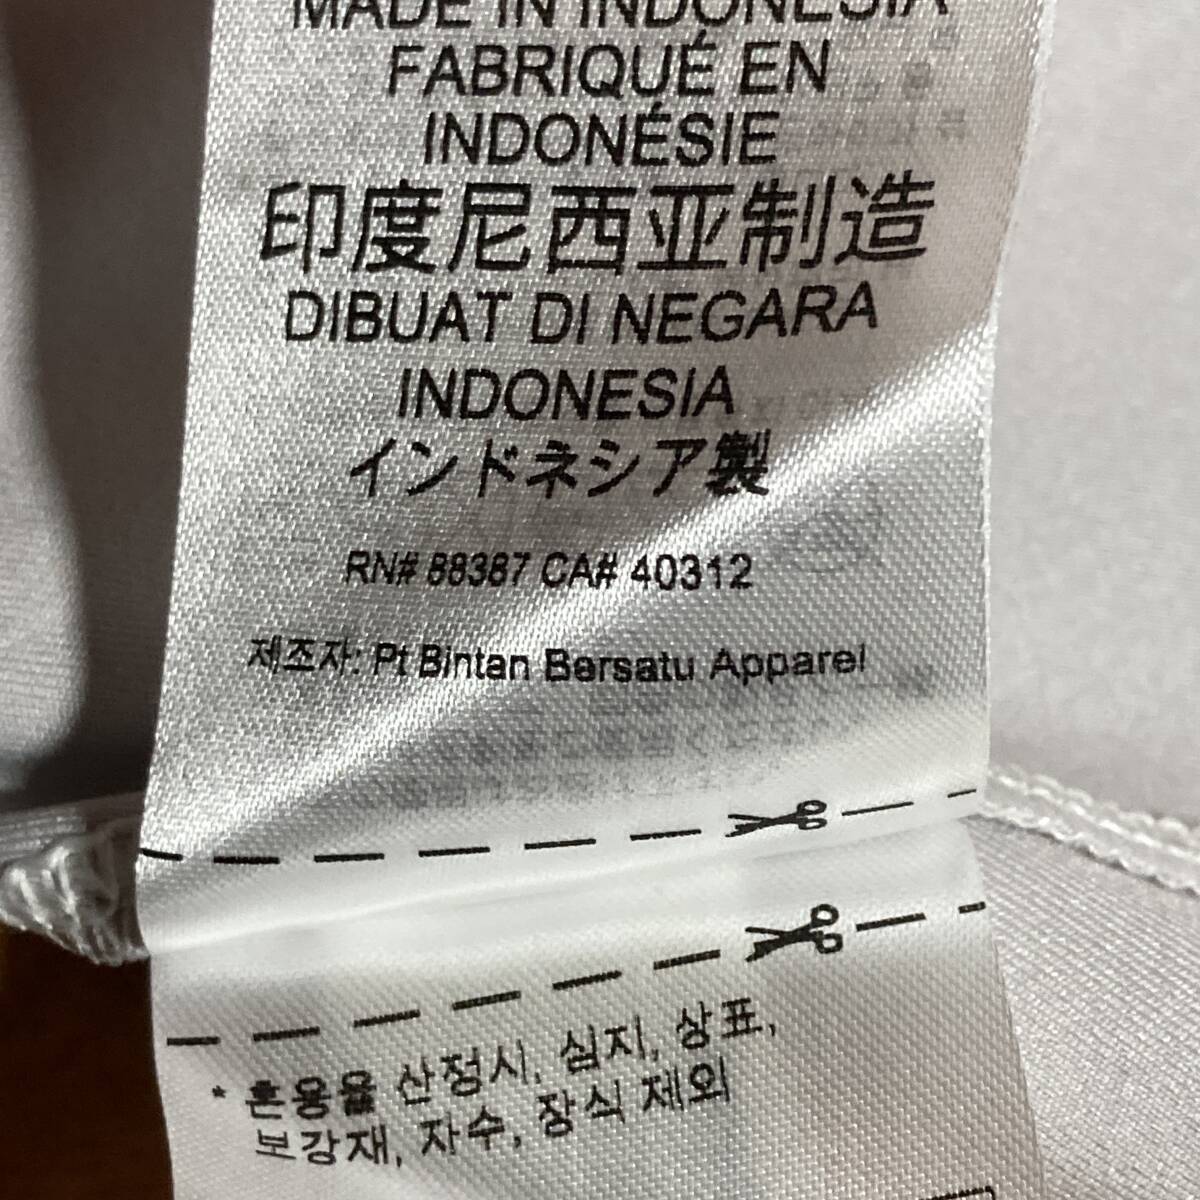 MADE IN INDONESIA
FABRIQUÉ EN
INDONÉSIE
印度尼西亚制造
DIBUAT DI NEGARA
INDONESIA
インドネシア製
RN# 88387 CA# 40312
제조자: Pt Bintan Bersatu Apparel
* 혼용율 산정시, 심지, 상표,
보강재, 자수, 장식 제외